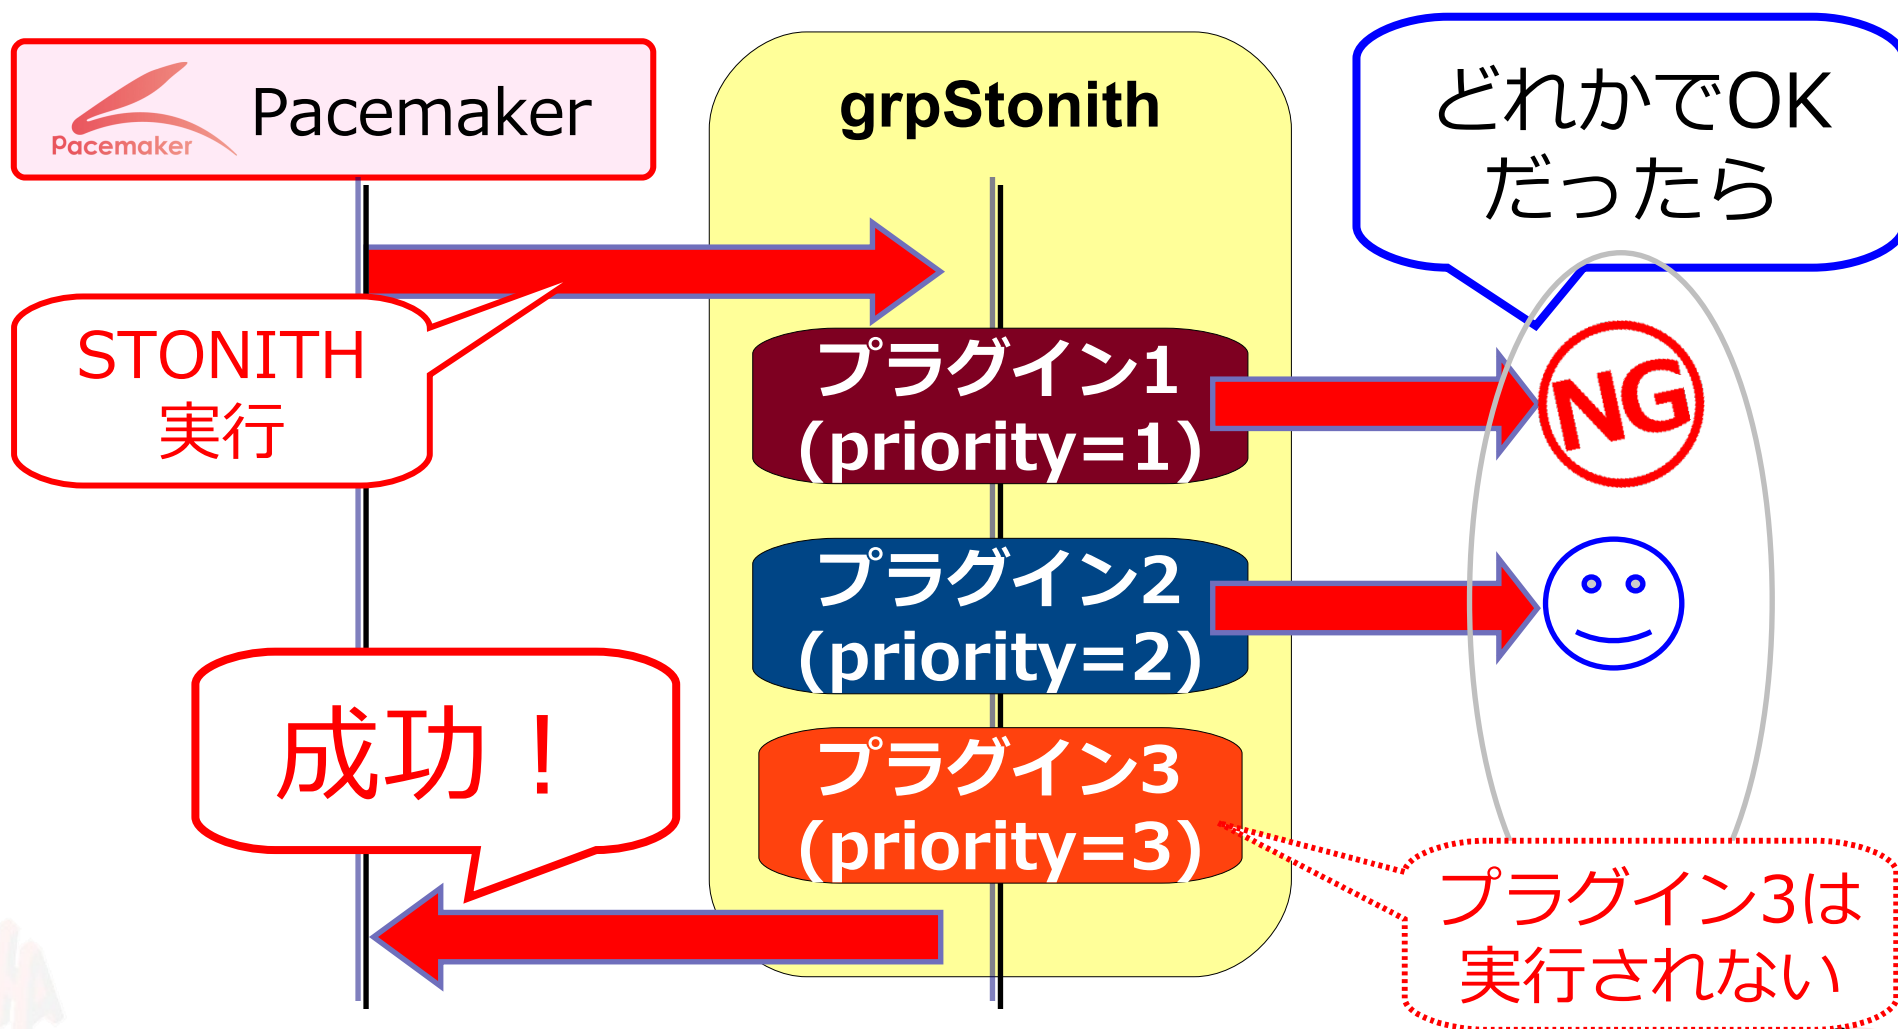 Pacemaker
Pacemaker
grpStonith
どれかでOK
だったら
STONITH
実行
プラグイン1
(priority=1)
NG
プラグイン2
(priority=2)
成功！
プラグイン3
(priority=3)
プラグイン3は
実行されない